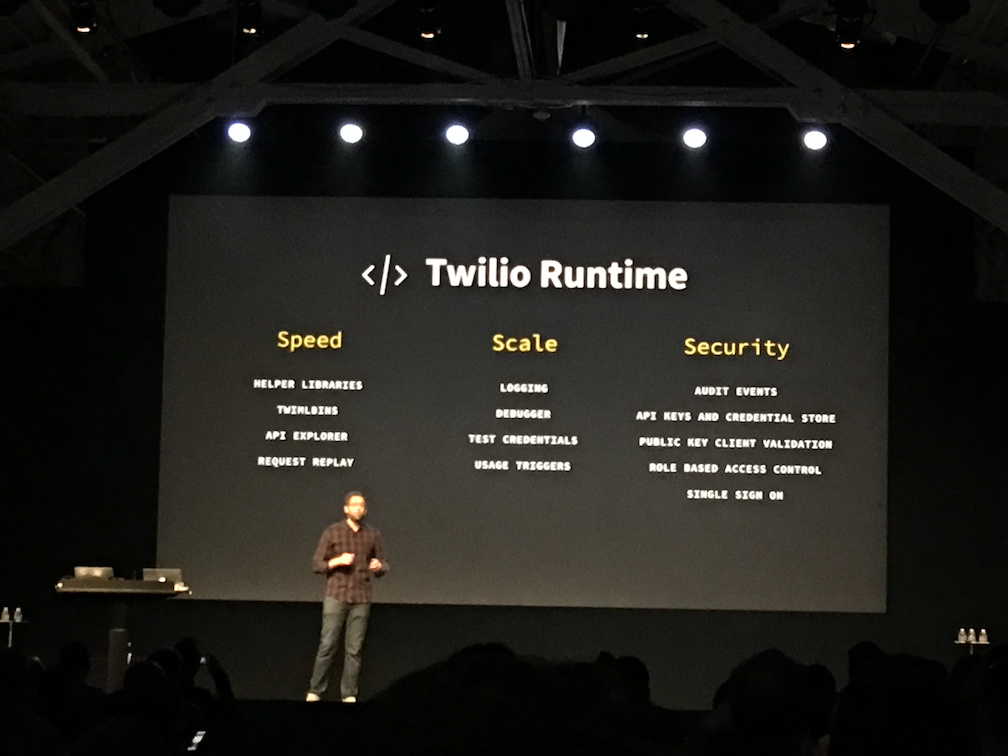 </> Twilio Runtime
Speed
HELPER LIBRARIES
TWIMLBINS
API EXPLORER
REQUEST REPLAY
Scale
LOGGING
DEBUGGER
TEST CREDENTIALS
USAGE TRIGGERS
Security
AUDIT EVENTS
API KEYS AND CREDENTIAL STORE
PUBLIC KEY CLIENT VALIDATION
ROLE BASED ACCESS CONTROL
SINGLE SIGN ON